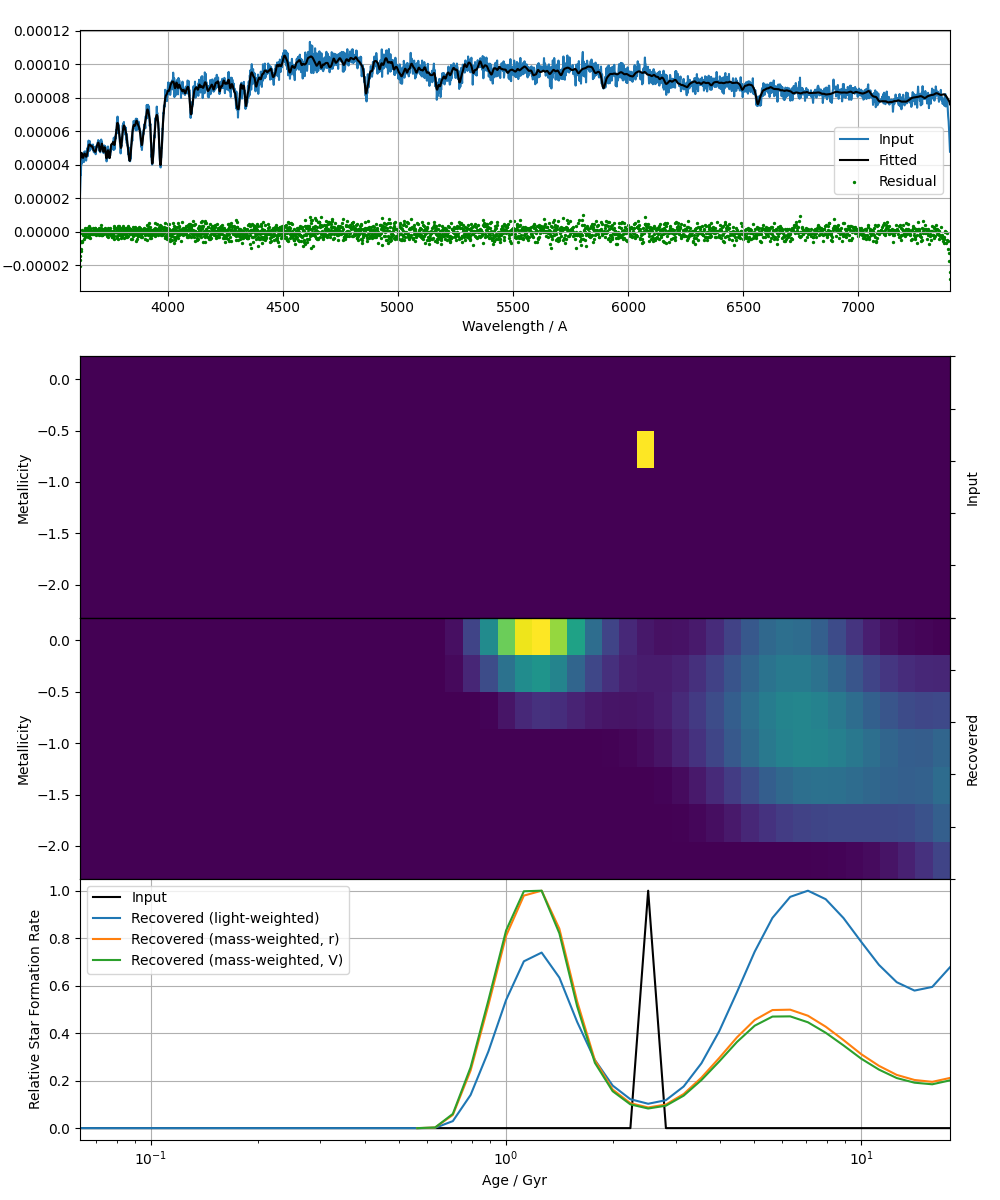 0.00012
0.00010
0.00008
0.00006
0.00004
0.00002
0.00000
−0.00002
Input
Fitted
Residual
4000 4500 5000 5500 6000 6500 7000
Wavelength / A
0.0
−0.5
−1.0
−1.5
−2.0
Metallicity
Input
0.0
−0.5
−1.0
−1.5
−2.0
Metallicity
Recovered
1.0
0.8
0.6
0.4
0.2
0.0
Relative Star Formation Rate
Input
Recovered (light-weighted)
Recovered (mass-weighted, r)
Recovered (mass-weighted, V)
10⁻¹ 10⁰ 10¹
Age / Gyr